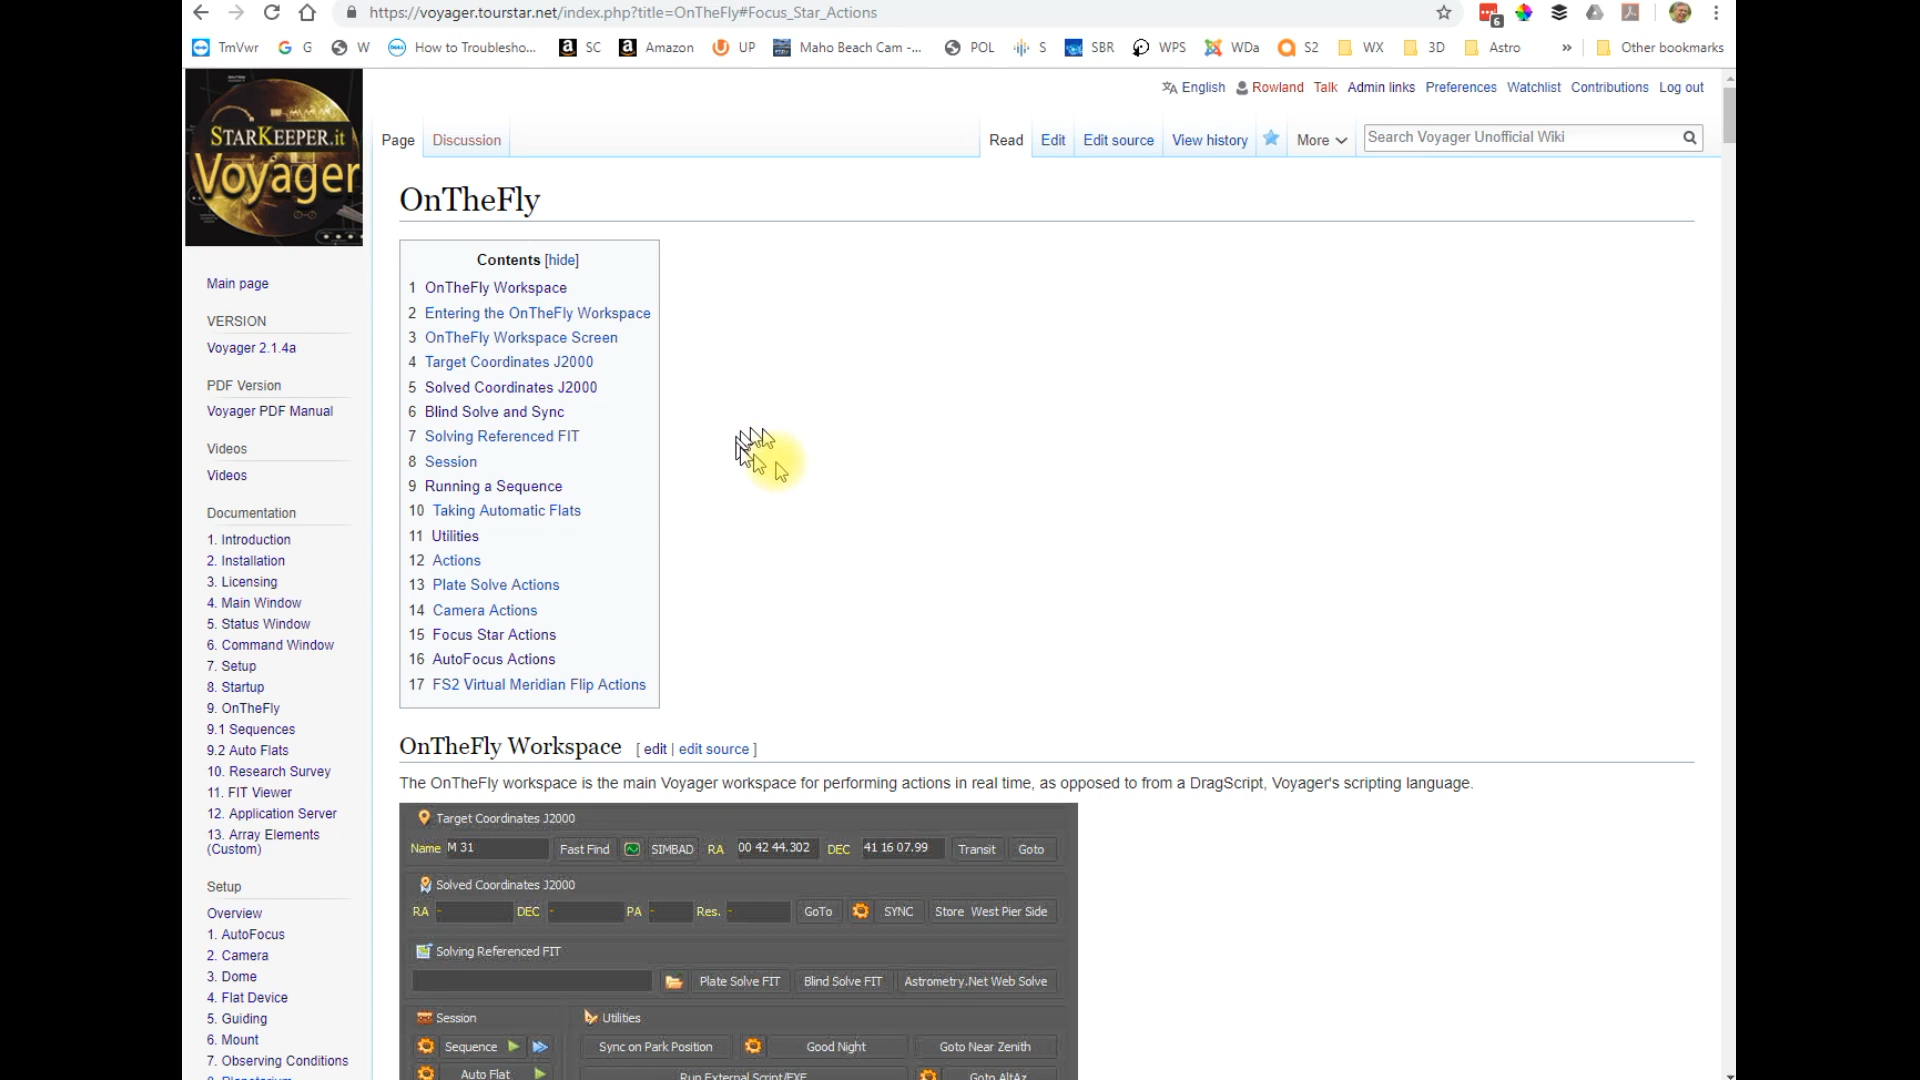 https://voyager.tourstar.net/index.php?title=OnTheFly#Focus_Star_Actions
6
TmVwr G W How to Troublesho... SC Amazon UP Maho Beach Cam -... POL S SBR WPS WDa S2 WX 3D Astro » Other bookmarks
English Rowland Talk Admin links Preferences Watchlist Contributions Log out
STARKEEPER.it
Voyager
Page Discussion Read Edit Edit source View history More Search Voyager Unofficial Wiki
OnTheFly
Contents [hide]
1 OnTheFly Workspace
2 Entering the OnTheFly Workspace
3 OnTheFly Workspace Screen
4 Target Coordinates J2000
5 Solved Coordinates J2000
6 Blind Solve and Sync
7 Solving Referenced FIT
8 Session
9 Running a Sequence
10 Taking Automatic Flats
11 Utilities
12 Actions
13 Plate Solve Actions
14 Camera Actions
15 Focus Star Actions
16 AutoFocus Actions
17 FS2 Virtual Meridian Flip Actions
Main page
VERSION
Voyager 2.1.4a
PDF Version
Voyager PDF Manual
Videos
Videos
Documentation
1. Introduction
2. Installation
3. Licensing
4. Main Window
5. Status Window
6. Command Window
7. Setup
8. Startup
9. OnTheFly
9.1 Sequences
9.2 Auto Flats
10. Research Survey
11. FIT Viewer
12. Application Server
13. Array Elements
(Custom)
Setup
Overview
1. AutoFocus
2. Camera
3. Dome
4. Flat Device
5. Guiding
6. Mount
7. Observing Conditions
OnTheFly Workspace [ edit | edit source ]
The OnTheFly workspace is the main Voyager workspace for performing actions in real time, as opposed to from a DragScript, Voyager's scripting language.
Target Coordinates J2000
Name M 31 Fast Find SIMBAD RA 00 42 44.302 DEC 41 16 07.99 Transit Goto
Solved Coordinates J2000
RA - DEC - PA - Res. - GoTo SYNC Store West Pier Side
Solving Referenced FIT
Plate Solve FIT Blind Solve FIT Astrometry.Net Web Solve
Session Utilities
Sequence Sync on Park Position Good Night Goto Near Zenith
Auto Flat Run External Script/EXE Goto AltAz